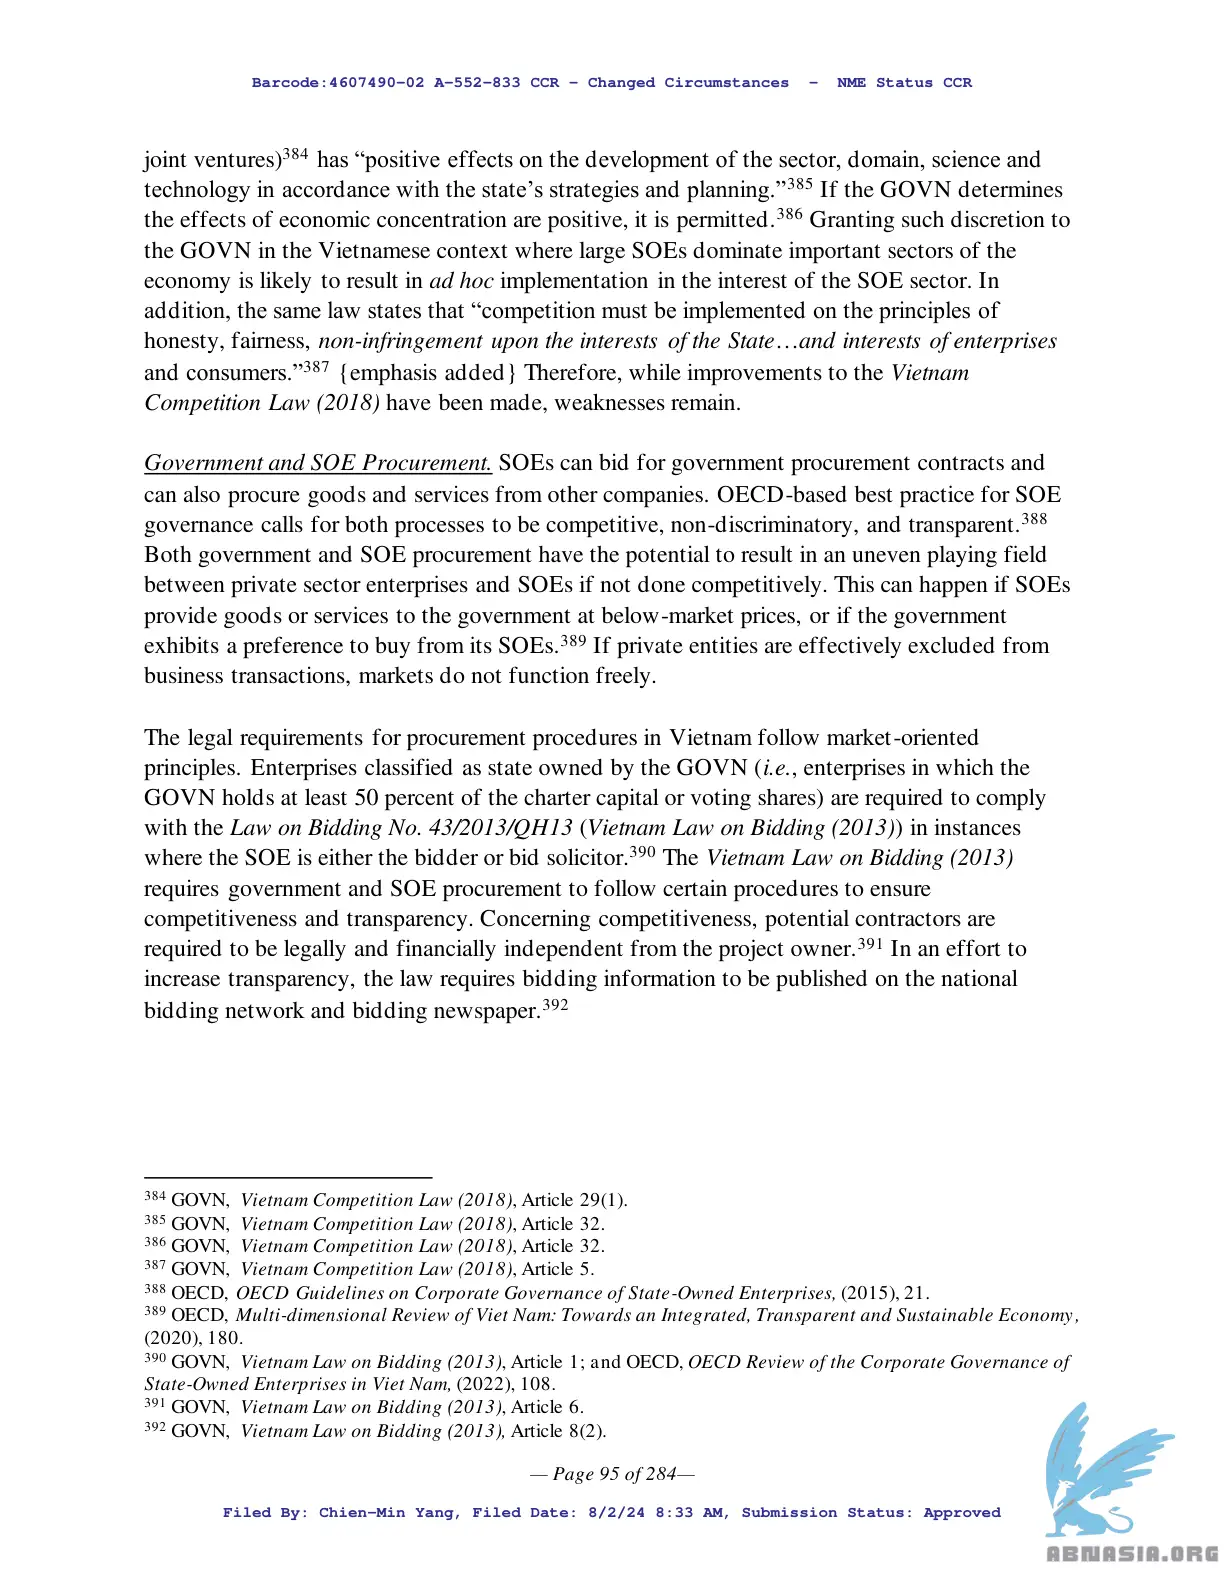 Barcode:4607490-02 A-552-833 CCR - Changed Circumstances - NME Status CCR
joint ventures)384 has “positive effects on the development of the sector, domain, science and
technology in accordance with the state’s strategies and planning.”385 If the GOVN determines
the effects of economic concentration are positive, it is permitted.386 Granting such discretion to
the GOVN in the Vietnamese context where large SOEs dominate important sectors of the
economy is likely to result in ad hoc implementation in the interest of the SOE sector. In
addition, the same law states that “competition must be implemented on the principles of
honesty, fairness, non-infringement upon the interests of the State…and interests of enterprises
and consumers.”387 {emphasis added} Therefore, while improvements to the Vietnam
Competition Law (2018) have been made, weaknesses remain.
Government and SOE Procurement. SOEs can bid for government procurement contracts and
can also procure goods and services from other companies. OECD-based best practice for SOE
governance calls for both processes to be competitive, non-discriminatory, and transparent.388
Both government and SOE procurement have the potential to result in an uneven playing field
between private sector enterprises and SOEs if not done competitively. This can happen if SOEs
provide goods or services to the government at below-market prices, or if the government
exhibits a preference to buy from its SOEs.389 If private entities are effectively excluded from
business transactions, markets do not function freely.
The legal requirements for procurement procedures in Vietnam follow market-oriented
principles. Enterprises classified as state owned by the GOVN (i.e., enterprises in which the
GOVN holds at least 50 percent of the charter capital or voting shares) are required to comply
with the Law on Bidding No. 43/2013/QH13 (Vietnam Law on Bidding (2013)) in instances
where the SOE is either the bidder or bid solicitor.390 The Vietnam Law on Bidding (2013)
requires government and SOE procurement to follow certain procedures to ensure
competitiveness and transparency. Concerning competitiveness, potential contractors are
required to be legally and financially independent from the project owner.391 In an effort to
increase transparency, the law requires bidding information to be published on the national
bidding network and bidding newspaper.392
384 GOVN, Vietnam Competition Law (2018), Article 29(1).
385 GOVN, Vietnam Competition Law (2018), Article 32.
386 GOVN, Vietnam Competition Law (2018), Article 32.
387 GOVN, Vietnam Competition Law (2018), Article 5.
388 OECD, OECD Guidelines on Corporate Governance of State-Owned Enterprises, (2015), 21.
389 OECD, Multi-dimensional Review of Viet Nam: Towards an Integrated, Transparent and Sustainable Economy,
(2020), 180.
390 GOVN, Vietnam Law on Bidding (2013), Article 1; and OECD, OECD Review of the Corporate Governance of
State-Owned Enterprises in Viet Nam, (2022), 108.
391 GOVN, Vietnam Law on Bidding (2013), Article 6.
392 GOVN, Vietnam Law on Bidding (2013), Article 8(2).
— Page 95 of 284—
Filed By: Chien-Min Yang, Filed Date: 8/2/24 8:33 AM, Submission Status: Approved
ABNASIA.ORG